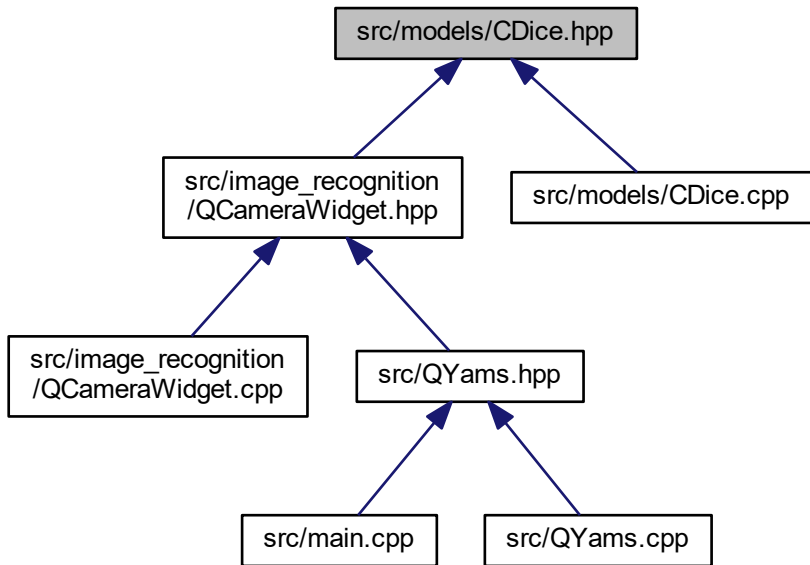 src/models/CDice.hpp
src/image_recognition
/QCameraWidget.hpp
src/models/CDice.cpp
src/image_recognition
/QCameraWidget.cpp
src/QYams.hpp
src/main.cpp
src/QYams.cpp